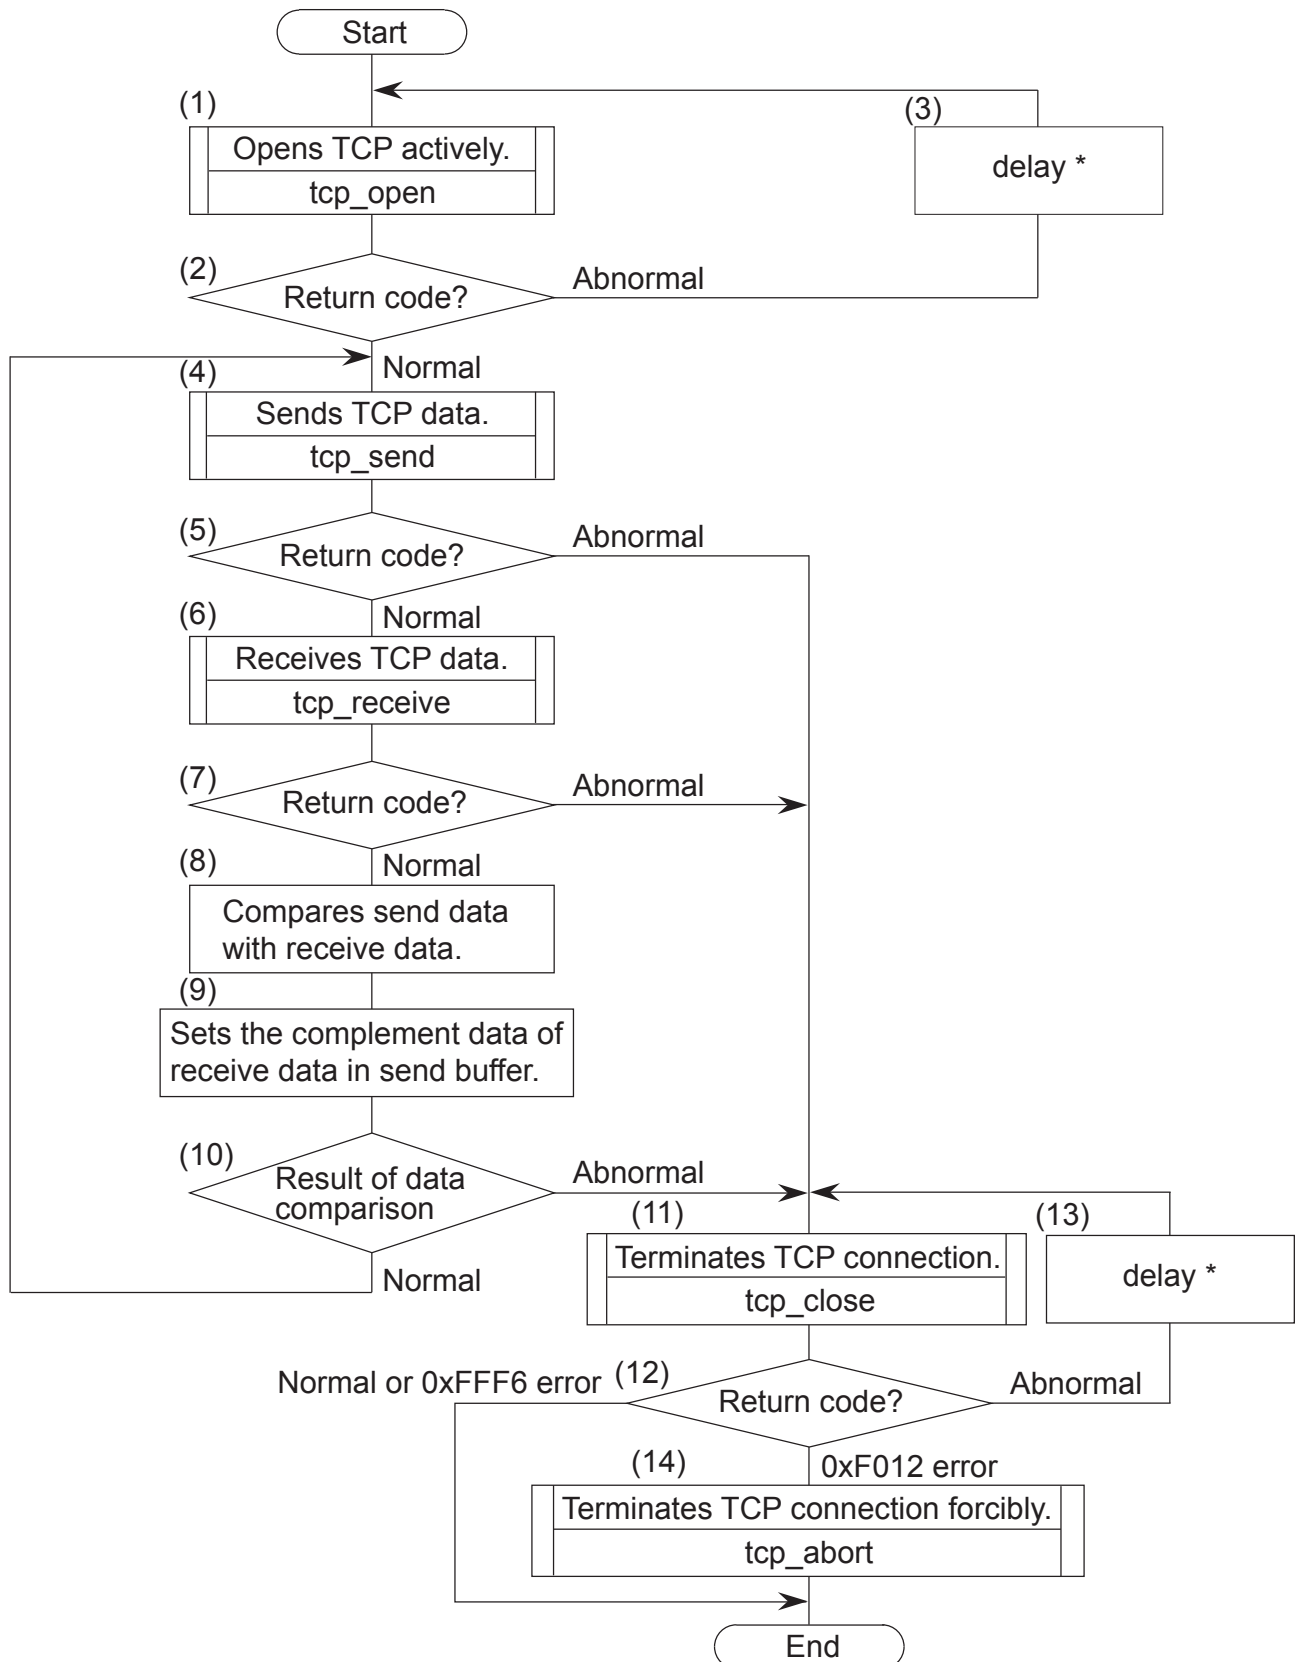 Start
(1)
Opens TCP actively.
tcp_open
(3)
delay *
(2)
Return code?
Abnormal
Normal
(4)
Sends TCP data.
tcp_send
(5)
Return code?
Abnormal
Normal
(6)
Receives TCP data.
tcp_receive
(7)
Return code?
Abnormal
Normal
(8)
Compares send data
with receive data.
(9)
Sets the complement data of
receive data in send buffer.
(10)
Result of data
comparison
Abnormal
Normal
(11)
Terminates TCP connection.
tcp_close
(13)
delay *
Normal or 0xFFF6 error
(12)
Return code?
Abnormal
0xF012 error
(14)
Terminates TCP connection forcibly.
tcp_abort
End